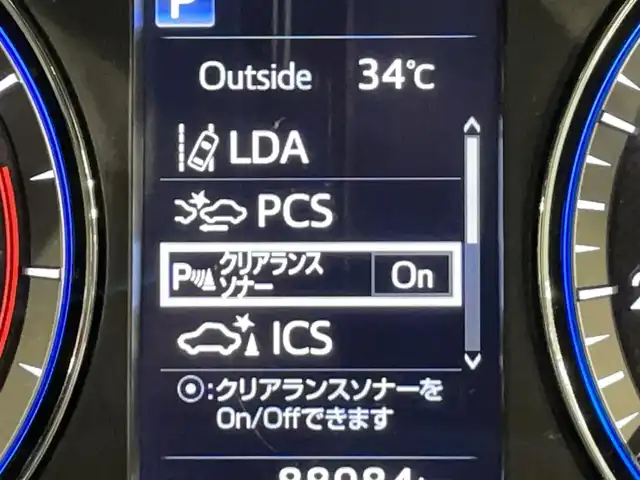 P
Outside 34℃
LDA
PCS
P クリアランス
ソナー On
ICS
◉:クリアランスソナーを
On/Offできます